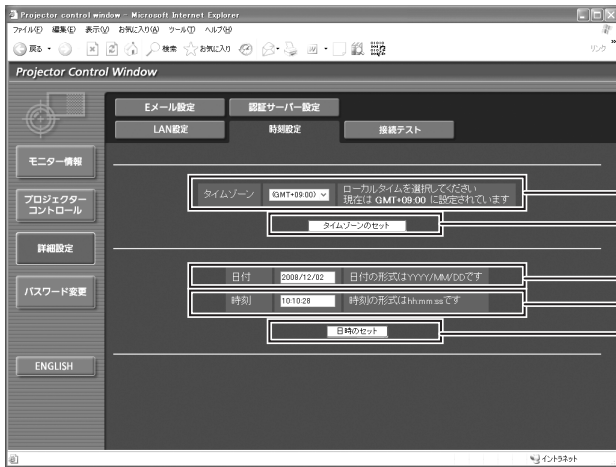 Projector control window - Microsoft Internet Explorer
ファイル(F) 編集(E) 表示(V) お気に入り(A) ツール(T) ヘルプ(H)
戻る 検索 お気に入り リンク
Projector Control Window
Eメール設定 認証サーバー設定
LAN設定 時刻設定 接続テスト
モニター情報
プロジェクター
コントロール
詳細設定
パスワード変更
ENGLISH
タイムゾーン (GMT+09:00) ローカルタイムを選択してください
現在は GMT+09:00 に設定されています
タイムゾーンのセット
日付 2008/12/02 日付の形式はYYYY/MM/DDです
時刻 10:10:28 時刻の形式はhh:mm:ssです
日時のセット
イントラネット